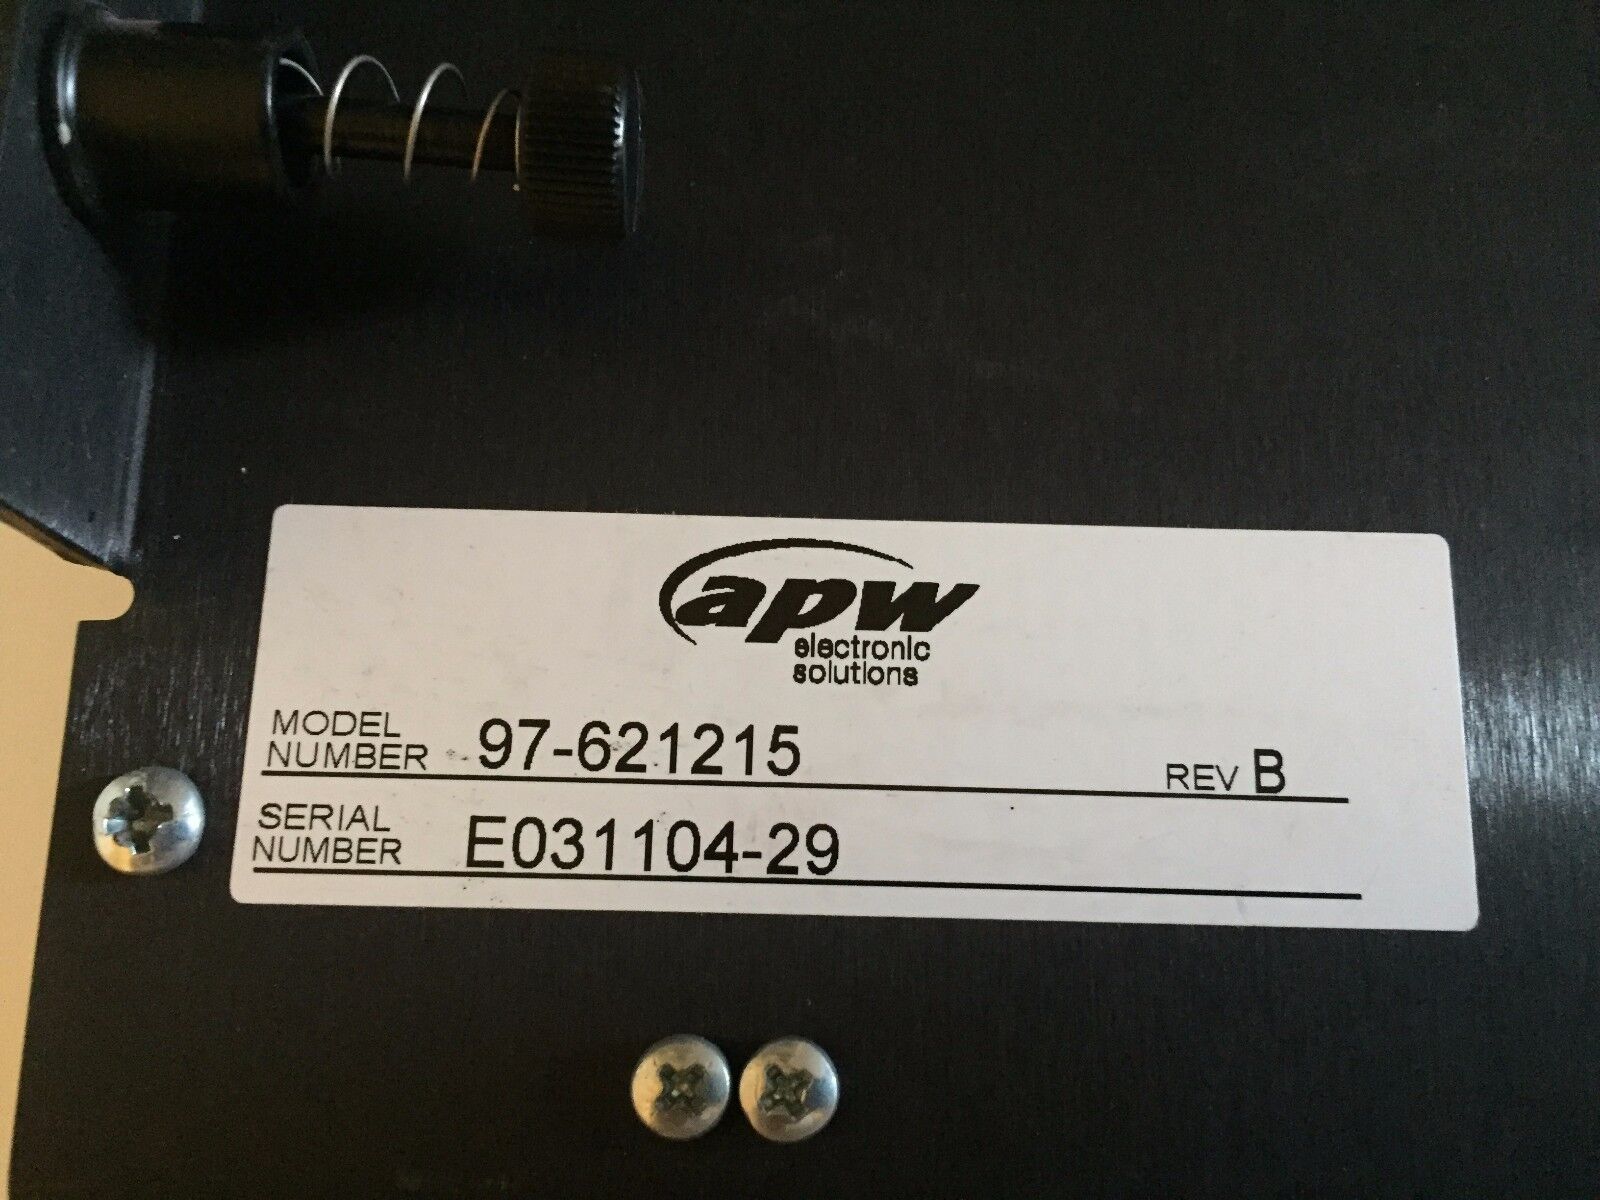 apw
electronic
solutions
MODEL
NUMBER 97-621215 REV B
SERIAL
NUMBER E031104-29